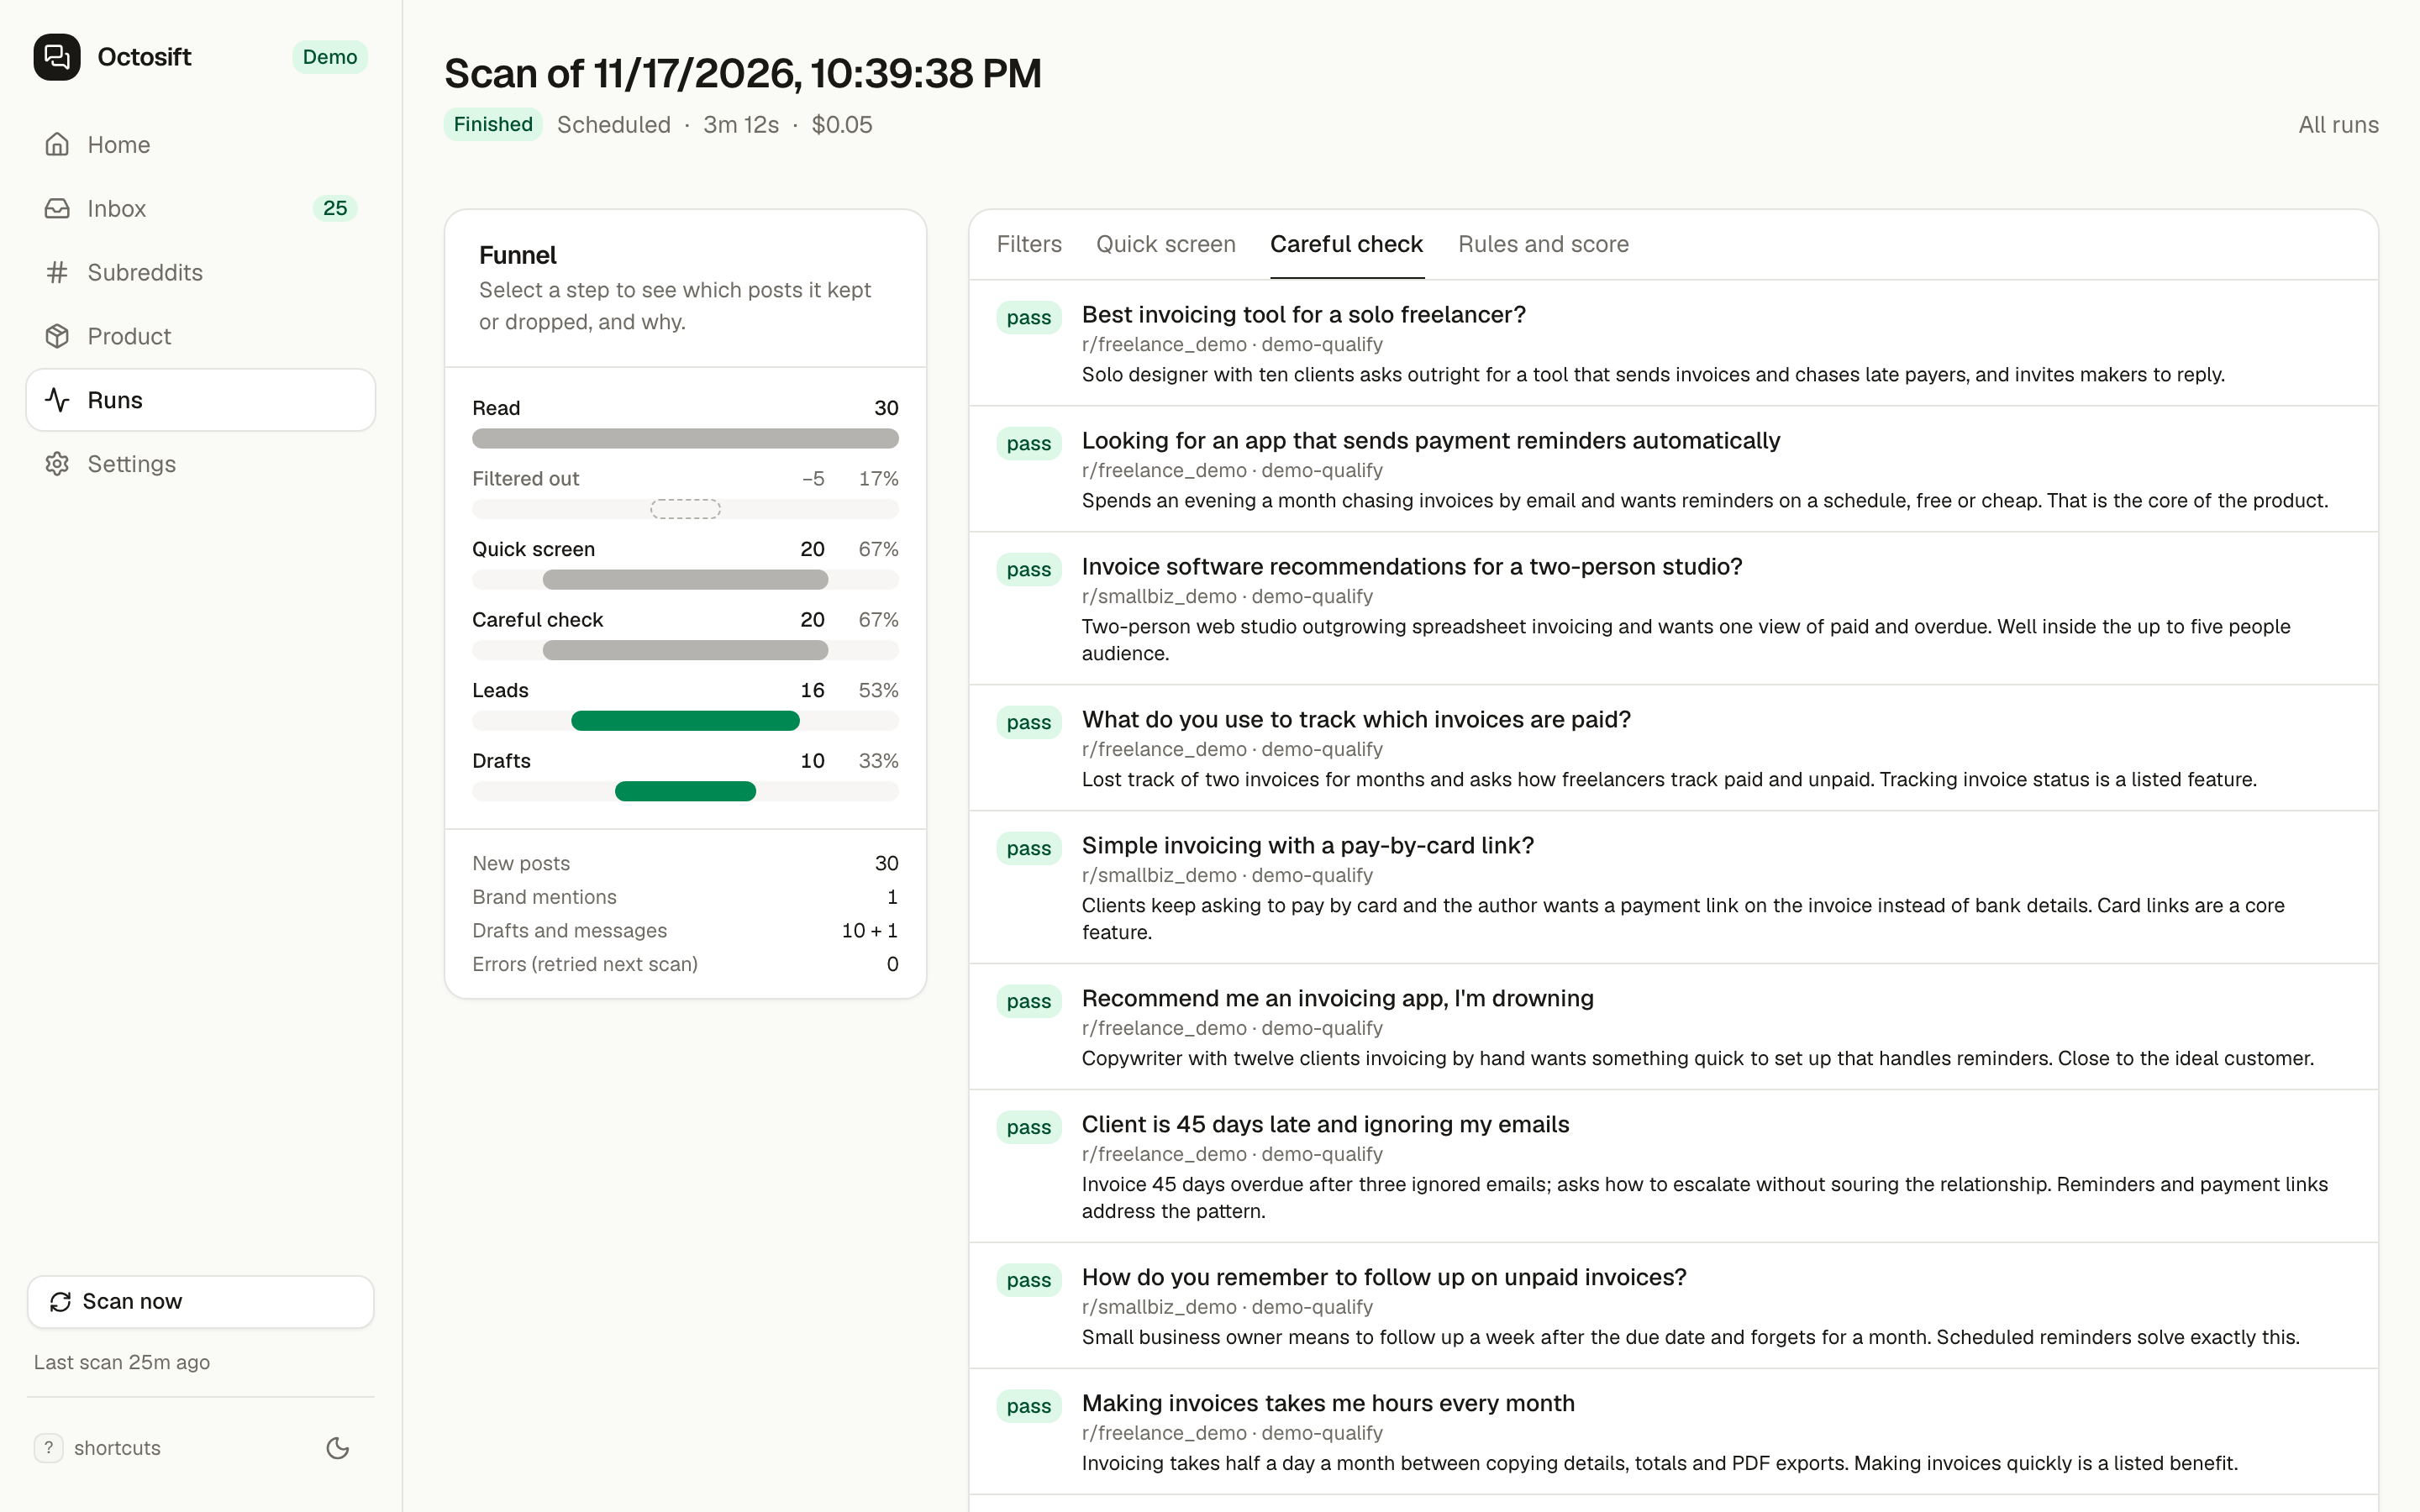 Octosift
Demo
Home
Inbox
25
Subreddits
Product
Runs
Settings
Scan now
Last scan 25m ago
?
shortcuts
Scan of 11/17/2026, 10:39:38 PM
Finished
Scheduled · 3m 12s · $0.05
All runs
Funnel
Select a step to see which posts it kept
or dropped, and why.
Read 30
Filtered out −5 17%
Quick screen 20 67%
Careful check 20 67%
Leads 16 53%
Drafts 10 33%
New posts 30
Brand mentions 1
Drafts and messages 10 + 1
Errors (retried next scan) 0
Filters Quick screen Careful check Rules and score
pass
Best invoicing tool for a solo freelancer?
r/freelance_demo · demo-qualify
Solo designer with ten clients asks outright for a tool that sends invoices and chases late payers, and invites makers to reply.
pass
Looking for an app that sends payment reminders automatically
r/freelance_demo · demo-qualify
Spends an evening a month chasing invoices by email and wants reminders on a schedule, free or cheap. That is the core of the product.
pass
Invoice software recommendations for a two-person studio?
r/smallbiz_demo · demo-qualify
Two-person web studio outgrowing spreadsheet invoicing and wants one view of paid and overdue. Well inside the up to five people
audience.
pass
What do you use to track which invoices are paid?
r/freelance_demo · demo-qualify
Lost track of two invoices for months and asks how freelancers track paid and unpaid. Tracking invoice status is a listed feature.
pass
Simple invoicing with a pay-by-card link?
r/smallbiz_demo · demo-qualify
Clients keep asking to pay by card and the author wants a payment link on the invoice instead of bank details. Card links are a core
feature.
pass
Recommend me an invoicing app, I'm drowning
r/freelance_demo · demo-qualify
Copywriter with twelve clients invoicing by hand wants something quick to set up that handles reminders. Close to the ideal customer.
pass
Client is 45 days late and ignoring my emails
r/freelance_demo · demo-qualify
Invoice 45 days overdue after three ignored emails; asks how to escalate without souring the relationship. Reminders and payment links
address the pattern.
pass
How do you remember to follow up on unpaid invoices?
r/smallbiz_demo · demo-qualify
Small business owner means to follow up a week after the due date and forgets for a month. Scheduled reminders solve exactly this.
pass
Making invoices takes me hours every month
r/freelance_demo · demo-qualify
Invoicing takes half a day a month between copying details, totals and PDF exports. Making invoices quickly is a listed benefit.